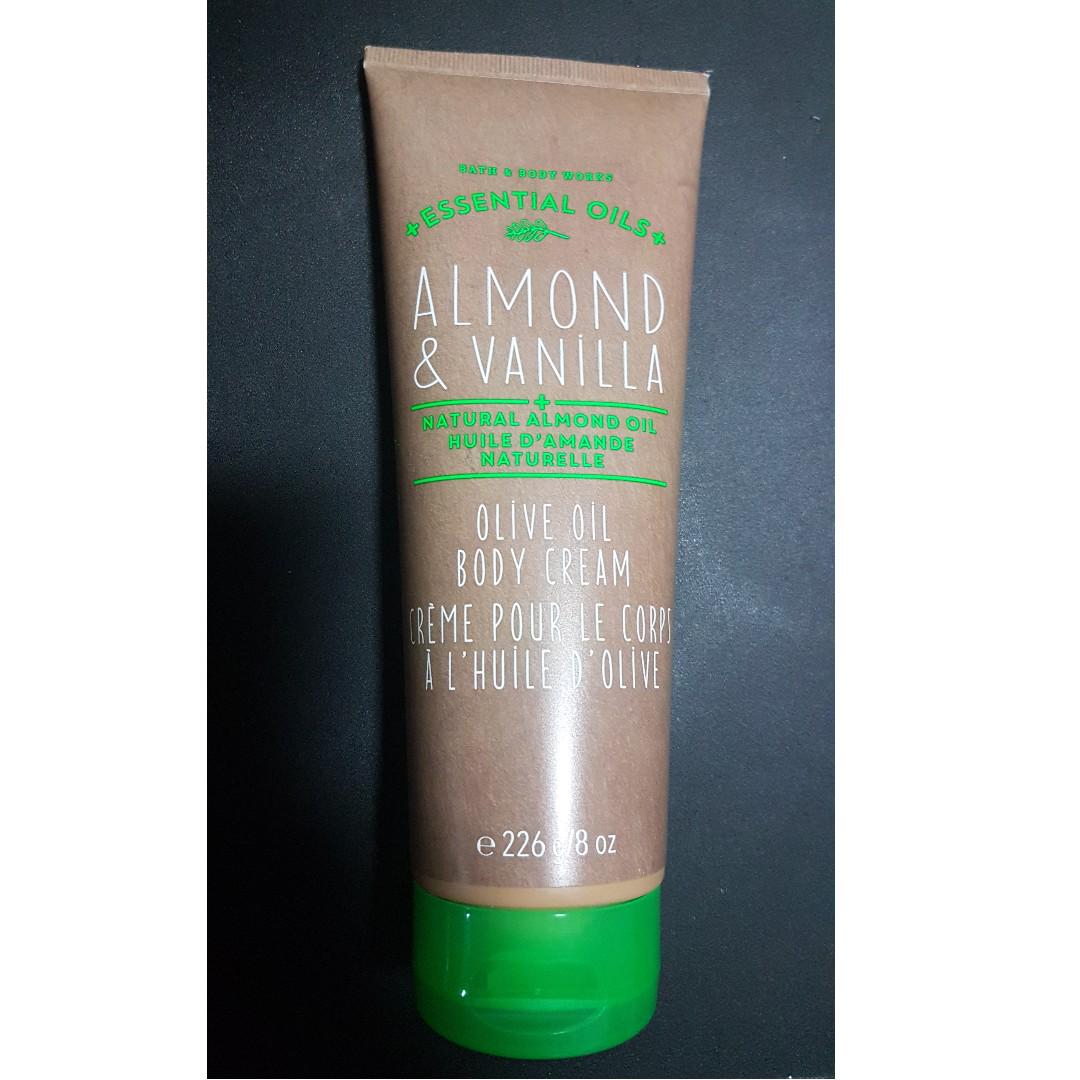 BATH & BODY WORKS
+ESSENTIAL OILS+
ALMOND
& VANILLA
+
NATURAL ALMOND OIL
HUILE D'AMANDE
NATURELLE
OLIVE OIL
BODY CREAM
CRÈME POUR LE CORPS
À L'HUILE D'OLIVE
℮ 226 g/8 oz